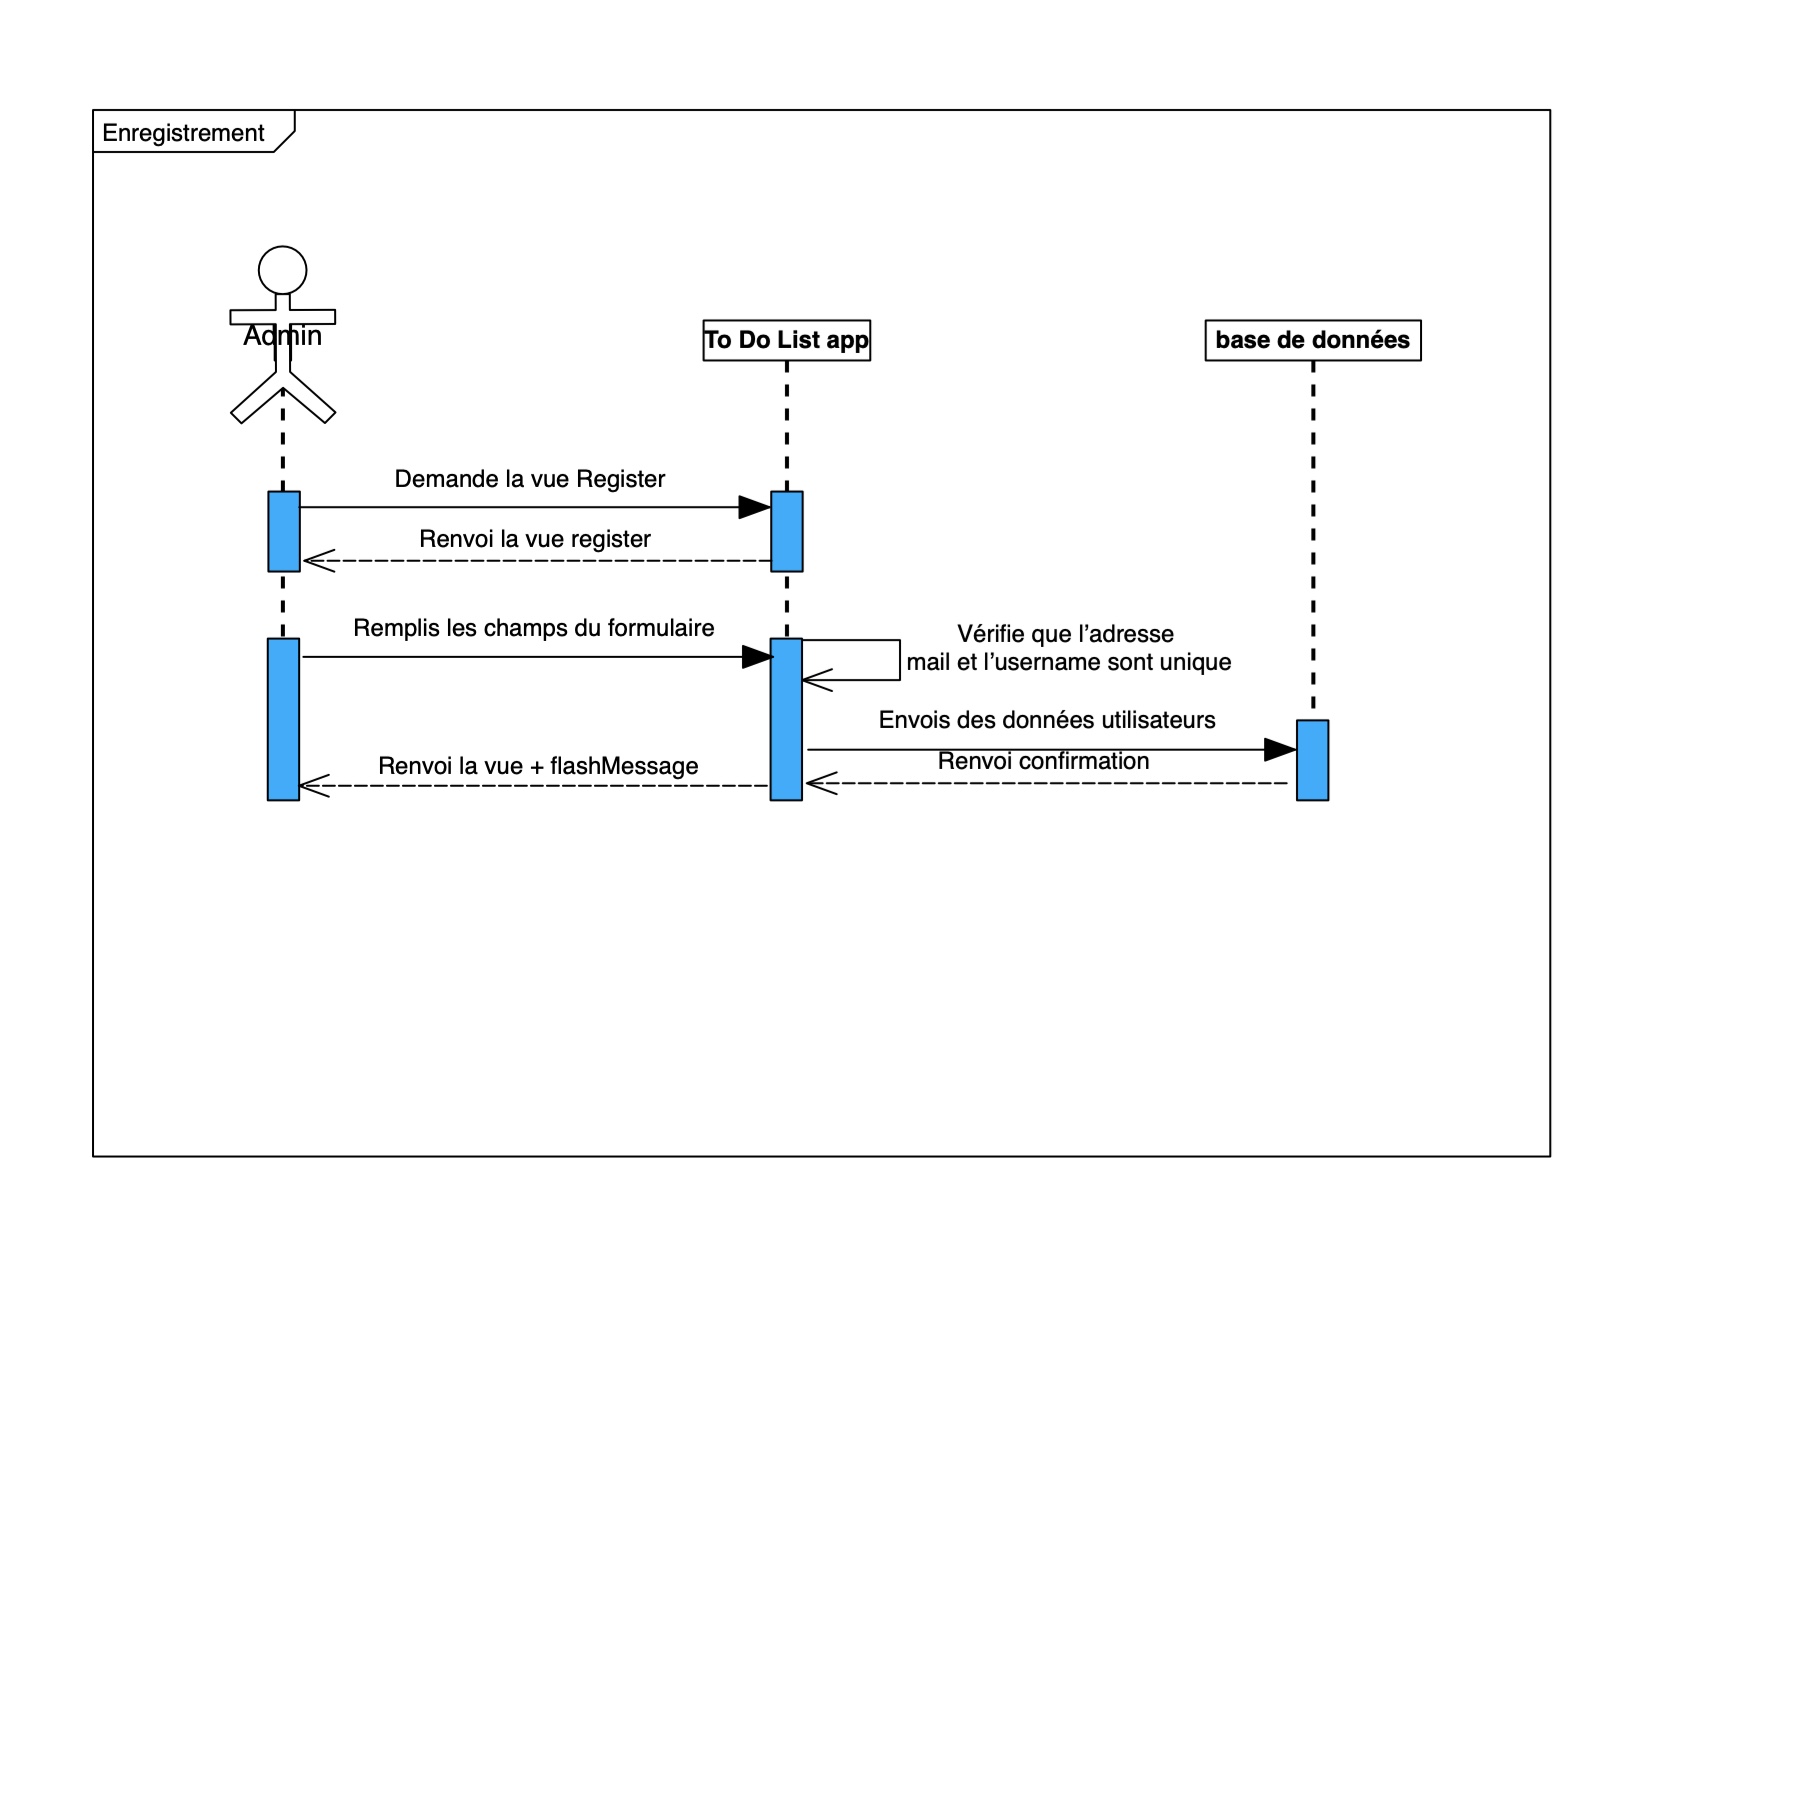 Enregistrement
Admin
To Do List app
base de données
Demande la vue Register
Renvoi la vue register
Remplis les champs du formulaire
Vérifie que l’adresse
mail et l’username sont unique
Envois des données utilisateurs
Renvoi confirmation
Renvoi la vue + flashMessage